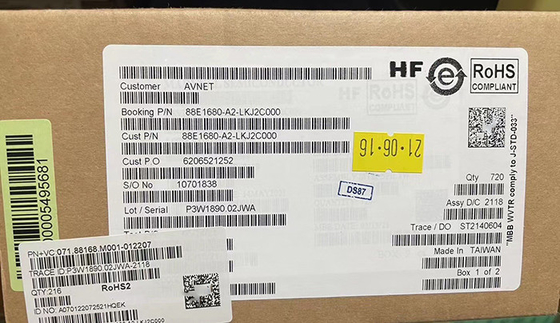 HF e RoHS
COMPLIANT
Customer AVNET
Booking P/N 88E1680-A2-LKJ2C000
Cust P/N 88E1680-A2-LKJ2C000
Cust P.O 6206521252
S/O No 10701838
Lot / Serial P3W1890.02JWA
21.06.16
DS87
Qty 720
Assy D/C 2118
Trace / DO ST2140604
Made In TAIWAN
Box 1 of 2
"MBB WVTR comply to J-STD-033"
00005495681
PN+VC 071.88168.M001-012207
TRACE ID:P3W1890.02JWA-2118
QTY:216 RoHS2
ID NO: A070122072521HQEK
-LKJ2C000